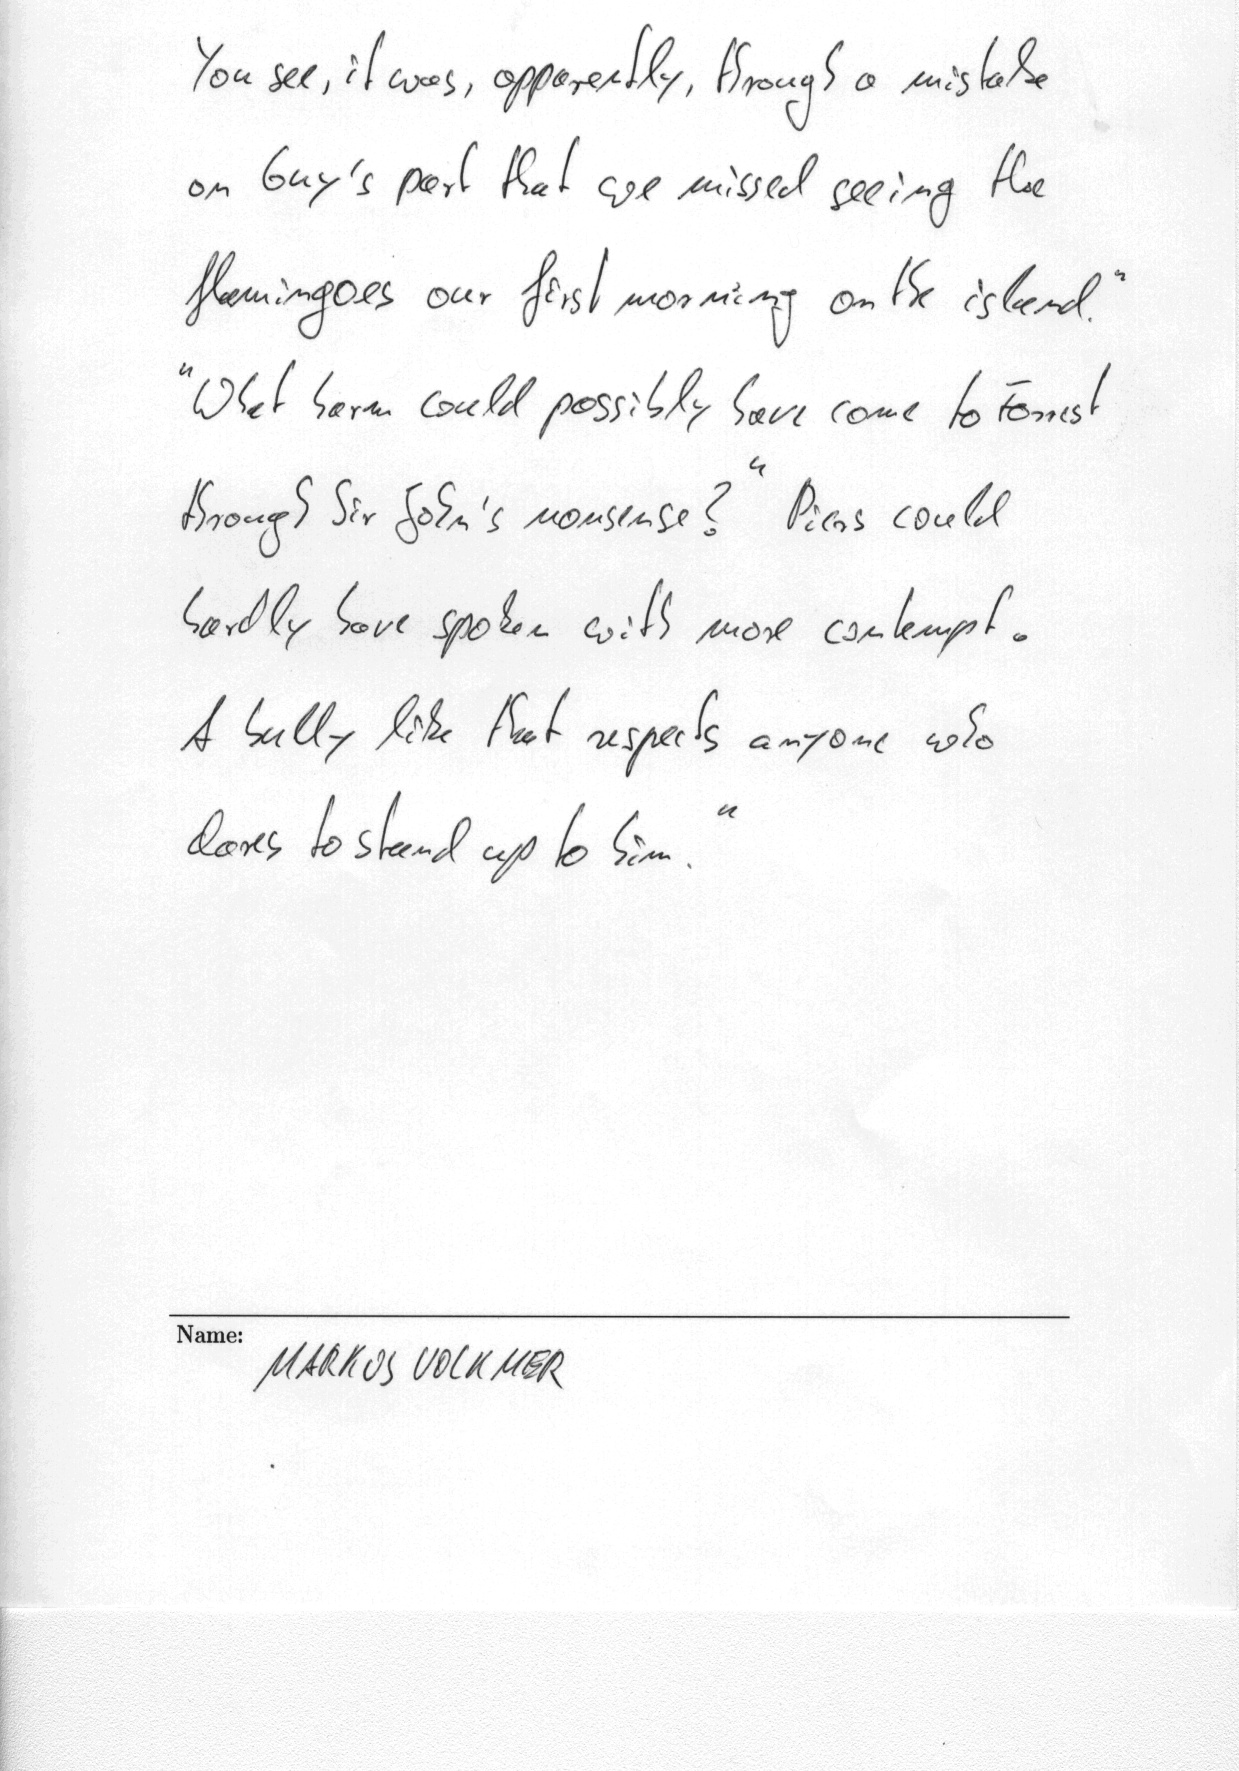 You see, it was, apparently, through a mistake
on Guy's part that we missed seeing the
flamingoes our first morning on the island."
"What harm could possibly have come to Forrest
through Sir John's nonsense?" Piers could
hardly have spoken with more contempt.
A bully like that respects anyone who
dares to stand up to him."
Name:
MARKUS VOLKMER